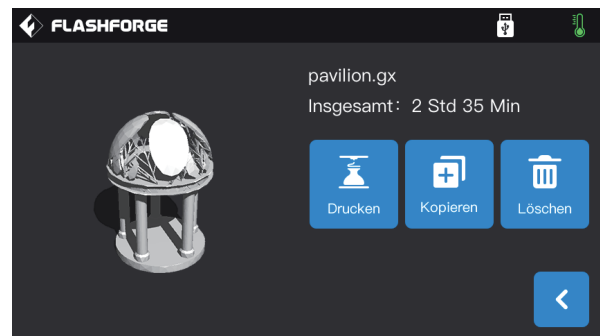 FLASHFORGE
pavilion.gx
Insgesamt: 2 Std 35 Min
Drucken
Kopieren
Löschen